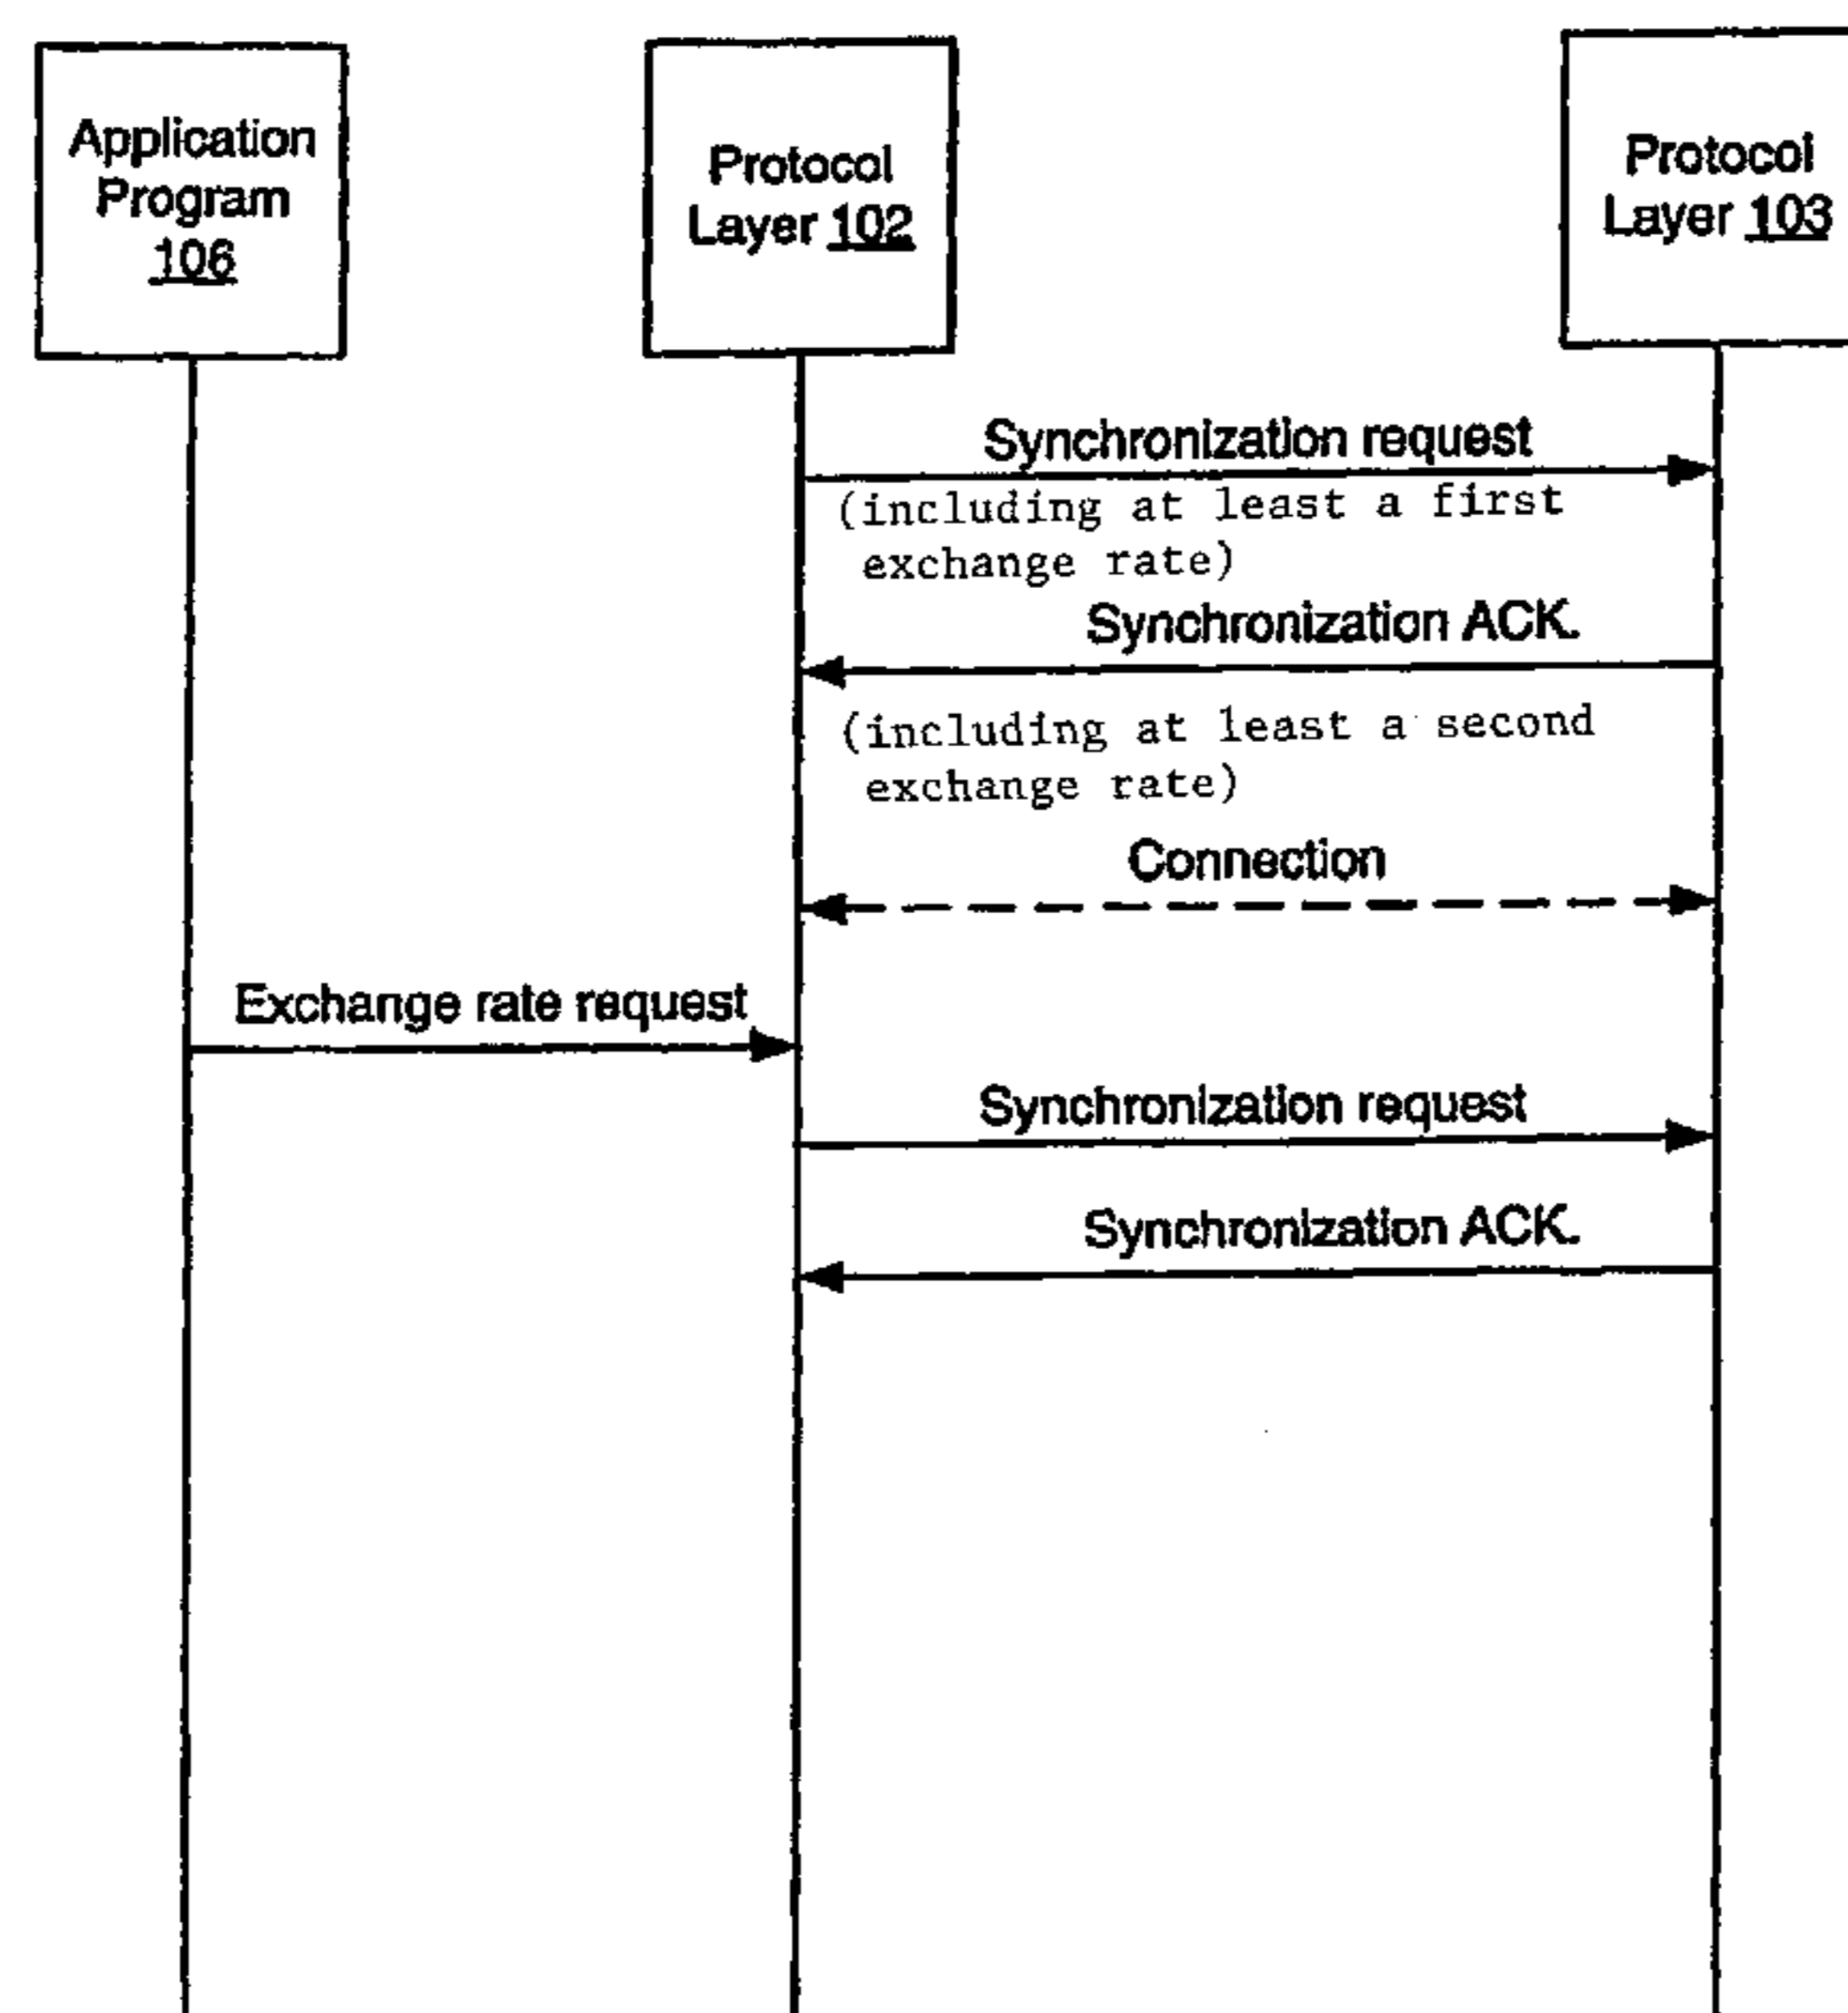 Application
Program
106
Protocol
Layer 102
Protocol
Layer 103
Synchronization request
(including at least a first
exchange rate)
Synchronization ACK.
(including at least a second
exchange rate)
Connection
Exchange rate request
Synchronization request
Synchronization ACK.